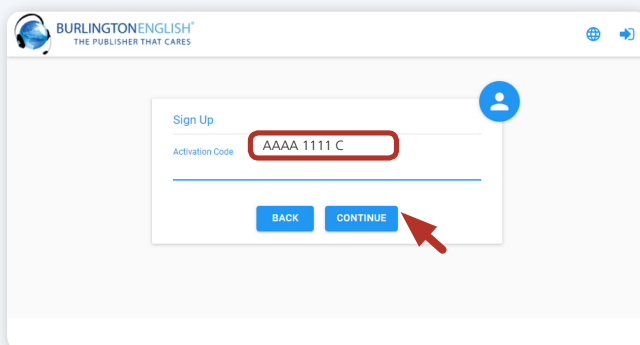 BURLINGTONENGLISH®
THE PUBLISHER THAT CARES
Sign Up
Activation Code
AAAA 1111 C
BACK
CONTINUE